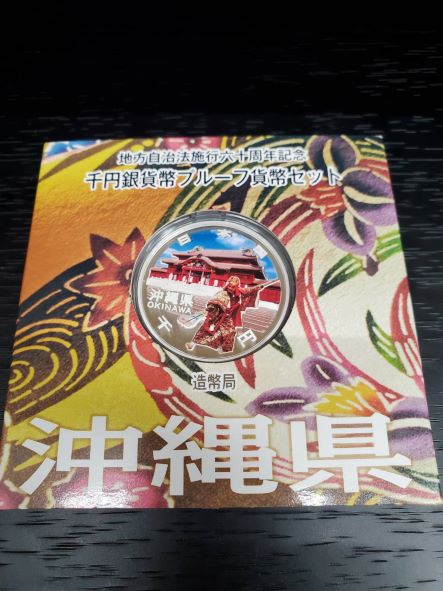 地方自治法施行六十周年記念
千円銀貨幣プルーフ貨幣セット
日本国
沖縄県
OKINAWA
千円
造幣局
沖縄県